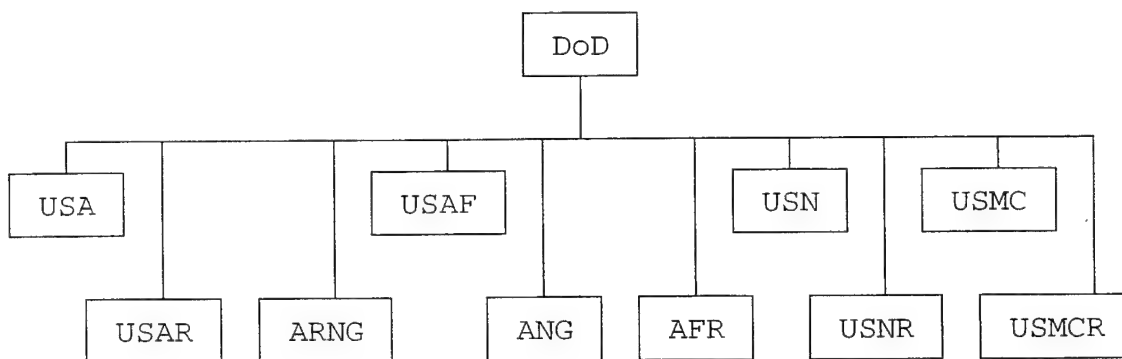 DoD
USA
USAF
USN
USMC
USAR
ARNG
ANG
AFR
USNR
USMCR